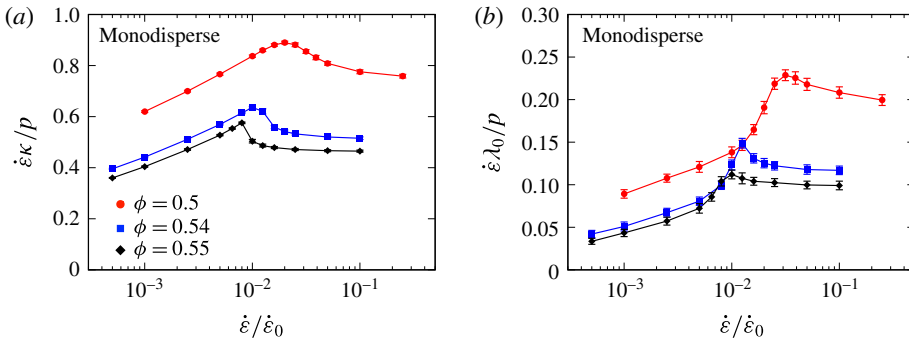 (a)
Monodisperse
ε̇κ/p
1.0
0.8
0.6
0.4
0.2
0
ϕ = 0.5
ϕ = 0.54
ϕ = 0.55
10⁻³
10⁻²
10⁻¹
ε̇/ε̇₀
(b)
Monodisperse
ε̇λ₀/p
0.30
0.25
0.20
0.15
0.10
0.05
0
10⁻³
10⁻²
10⁻¹
ε̇/ε̇₀